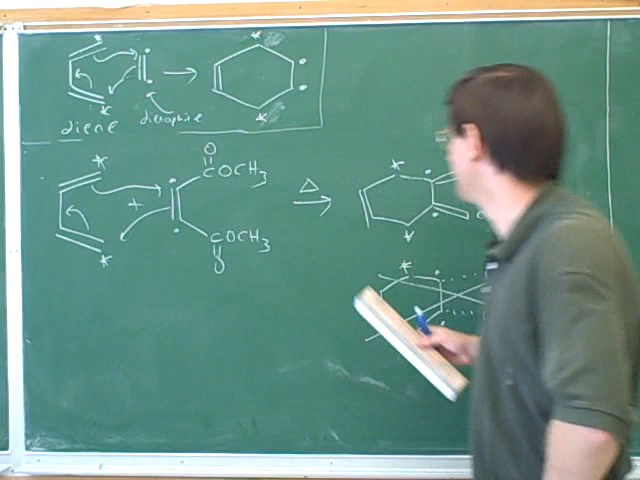 diene
dienophile
O
COCH3
+
Δ
COCH3
O